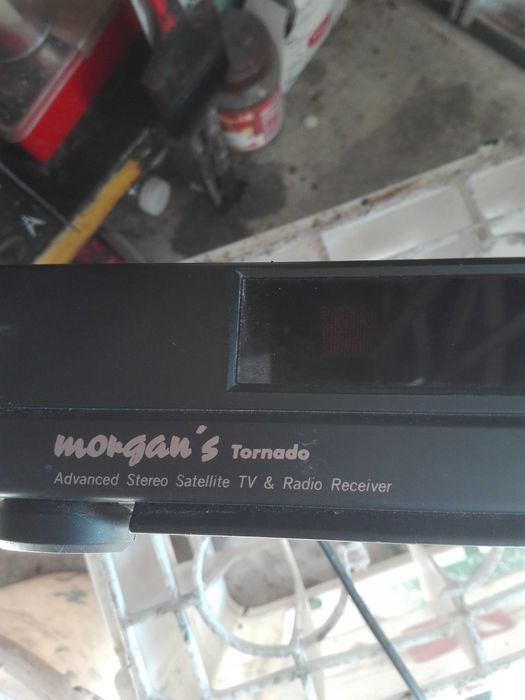 A
morgan's Tornado
Advanced Stereo Satellite TV & Radio Receiver